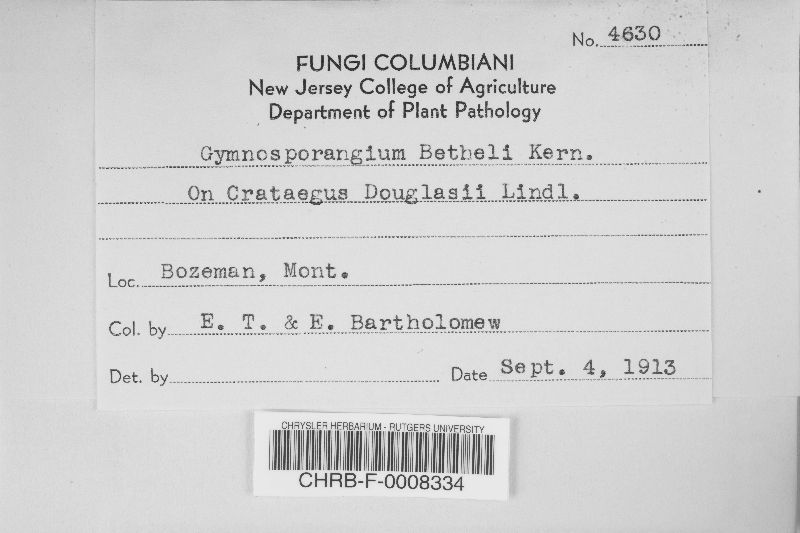 No. 4630
FUNGI COLUMBIANI
New Jersey College of Agriculture
Department of Plant Pathology
Gymnosporangium Betheli Kern.
On Crataegus Douglasii Lindl.
Loc. Bozeman, Mont.
Col. by E. T. & E. Bartholomew
Det. by Date Sept. 4, 1913
CHRYSLER HERBARIUM - RUTGERS UNIVERSITY
CHRB-F-0008334